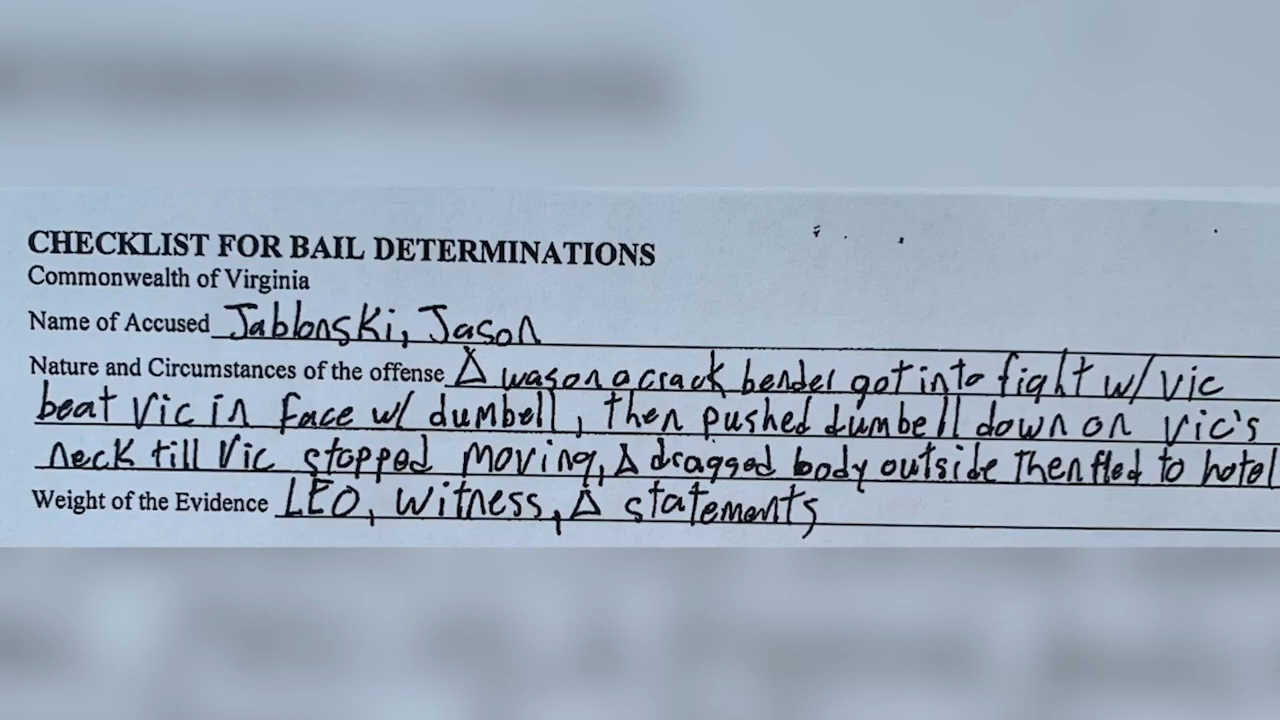 CHECKLIST FOR BAIL DETERMINATIONS
Commonwealth of Virginia
Name of Accused Jablonski, Jason
Nature and Circumstances of the offense Δ was on a crack bender got into fight w/ vic
beat vic in face w/ dumbell, then pushed dumbell down on vic's
neck till vic stopped moving, Δ dragged body outside then fled to hotel
Weight of the Evidence LEO, witness, Δ statements